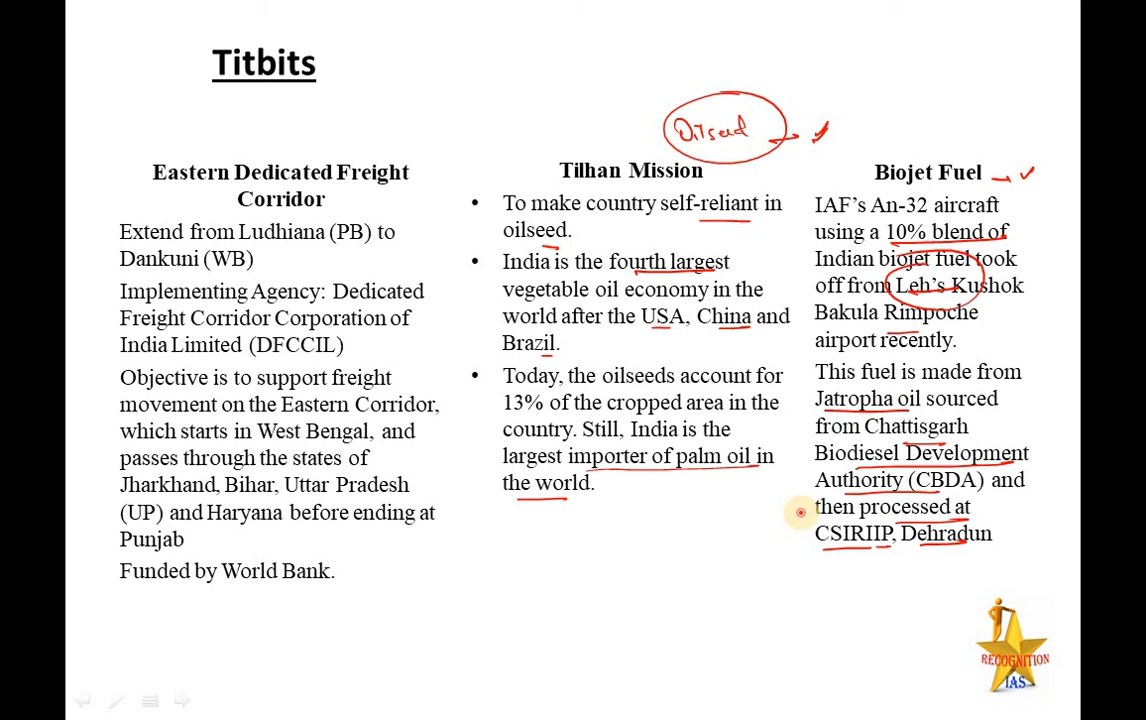 Titbits
Oilseed
Eastern Dedicated Freight
Corridor
Extend from Ludhiana (PB) to
Dankuni (WB)
Implementing Agency: Dedicated
Freight Corridor Corporation of
India Limited (DFCCIL)
Objective is to support freight
movement on the Eastern Corridor,
which starts in West Bengal, and
passes through the states of
Jharkhand, Bihar, Uttar Pradesh
(UP) and Haryana before ending at
Punjab
Funded by World Bank.
Tilhan Mission
• To make country self-reliant in
oilseed.
• India is the fourth largest
vegetable oil economy in the
world after the USA, China and
Brazil.
• Today, the oilseeds account for
13% of the cropped area in the
country. Still, India is the
largest importer of palm oil in
the world.
Biojet Fuel
IAF's An-32 aircraft
using a 10% blend of
Indian biojet fuel took
off from Leh's Kushok
Bakula Rimpoche
airport recently.
This fuel is made from
Jatropha oil sourced
from Chattisgarh
Biodiesel Development
Authority (CBDA) and
then processed at
CSIRIIP, Dehradun
RECOGNITION
IAS